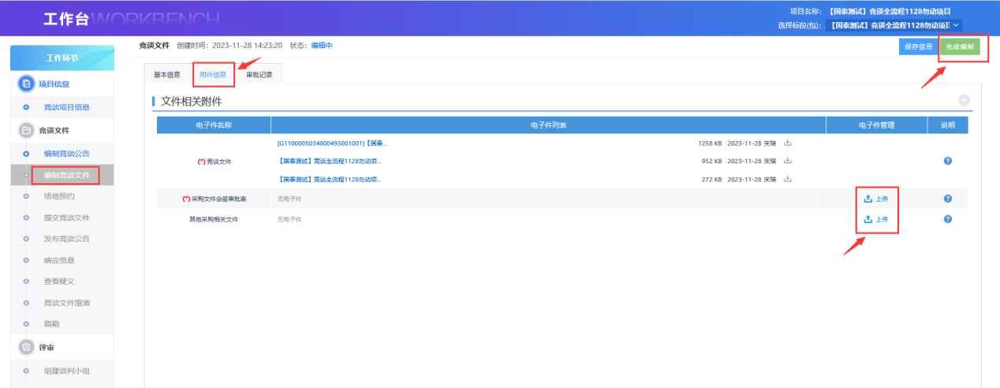 工作台WORKBENCH
项目名称: 【国泰测试】竞谈全流程1128勿动项目
选择标段(包): 【国泰测试】竞谈全流程1128勿动项E
竞谈文件 创建时间: 2023-11-28 14:23:20 状态: 编辑中
保存信息 完成编制
工作环节
项目信息
竞谈项目信息
竞谈文件
编制竞谈公告
编制竞谈文件
场地预约
提交竞谈文件
发布竞谈公告
响应信息
查看疑义
竞谈文件澄清
踏勘
评审
组建谈判小组
基本信息 附件信息 审批记录
文件相关附件
电子件名称 电子件列表 电子件管理 说明
(*) 竞谈文件
[G1100005034000493001001]【国泰... 1258 KB 2023-11-28 宋瑛
【国泰测试】竞谈全流程1128勿动项... 952 KB 2023-11-28 宋瑛
【国泰测试】竞谈全流程1128勿动项... 272 KB 2023-11-28 宋瑛
(*) 采购文件会签审批表 无电子件 上传
其他采购相关文件 无电子件 上传